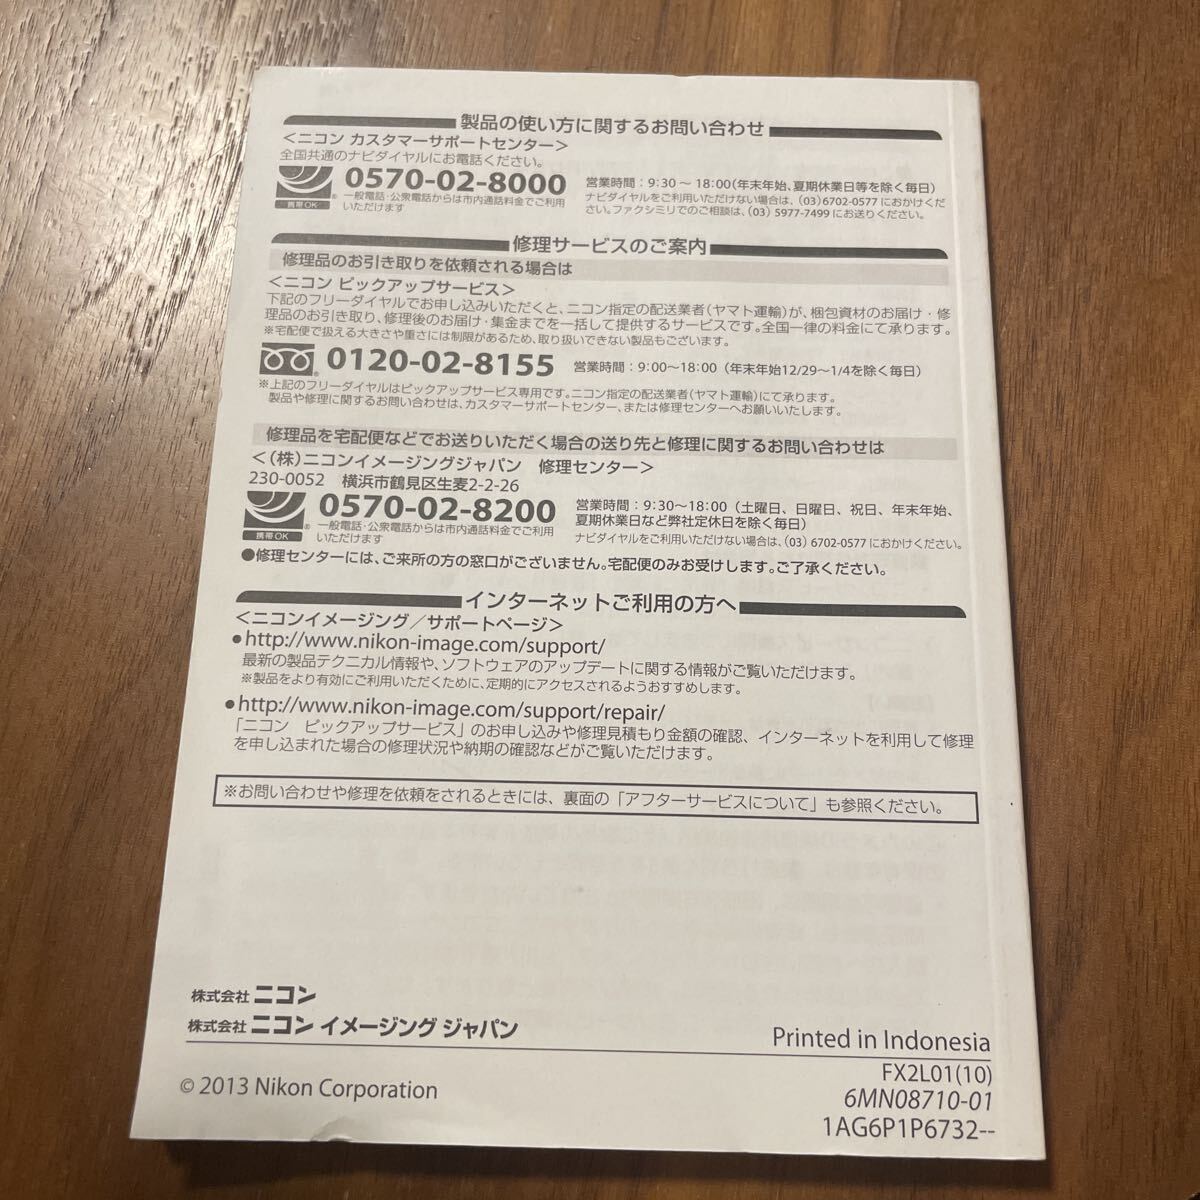 製品の使い方に関するお問い合わせ
＜ニコン カスタマーサポートセンター＞
全国共通のナビダイヤルにお電話ください。
携帯OK
0570-02-8000
一般電話・公衆電話からは市内通話料金でご利用
いただけます
営業時間：9:30 ～ 18:00(年末年始、夏期休業日等を除く毎日)
ナビダイヤルをご利用いただけない場合は、(03)6702-0577 におかけくだ
さい。ファクシミリでのご相談は、(03) 5977-7499 にお送りください。
修理サービスのご案内
修理品のお引き取りを依頼される場合は
＜ニコン ピックアップサービス＞
下記のフリーダイヤルでお申し込みいただくと、ニコン指定の配送業者(ヤマト運輸)が、梱包資材のお届け・修
理品のお引き取り、修理後のお届け・集金までを一括して提供するサービスです。全国一律の料金にて承ります。
※宅配便で扱える大きさや重さには制限があるため、取り扱いできない製品もございます。
0120-02-8155
営業時間：9:00～18:00（年末年始12/29～1/4を除く毎日）
※上記のフリーダイヤルはピックアップサービス専用です。ニコン指定の配送業者(ヤマト運輸)にて承ります。
製品や修理に関するお問い合わせは、カスタマーサポートセンター、または修理センターへお願いいたします。
修理品を宅配便などでお送りいただく場合の送り先と修理に関するお問い合わせは
＜(株)ニコンイメージングジャパン　修理センター＞
230-0052　横浜市鶴見区生麦2-2-26
携帯OK
0570-02-8200
一般電話・公衆電話からは市内通話料金でご利用
いただけます
営業時間：9:30～18:00（土曜日、日曜日、祝日、年末年始、
夏期休業日など弊社定休日を除く毎日）
ナビダイヤルをご利用いただけない場合は、(03) 6702-0577 におかけください。
●修理センターには、ご来所の方の窓口がございません。宅配便のみお受けします。ご了承ください。
インターネットご利用の方へ
＜ニコンイメージング／サポートページ＞
●http://www.nikon-image.com/support/
最新の製品テクニカル情報や、ソフトウェアのアップデートに関する情報がご覧いただけます。
※製品をより有効にご利用いただくために、定期的にアクセスされるようおすすめします。
●http://www.nikon-image.com/support/repair/
「ニコン　ピックアップサービス」のお申し込みや修理見積もり金額の確認、インターネットを利用して修理
を申し込まれた場合の修理状況や納期の確認などがご覧いただけます。
※お問い合わせや修理を依頼をされるときには、裏面の「アフターサービスについて」も参照ください。
株式会社 ニコン
株式会社 ニコン イメージング ジャパン
Printed in Indonesia
© 2013 Nikon Corporation
FX2L01(10)
6MN08710-01
1AG6P1P6732--